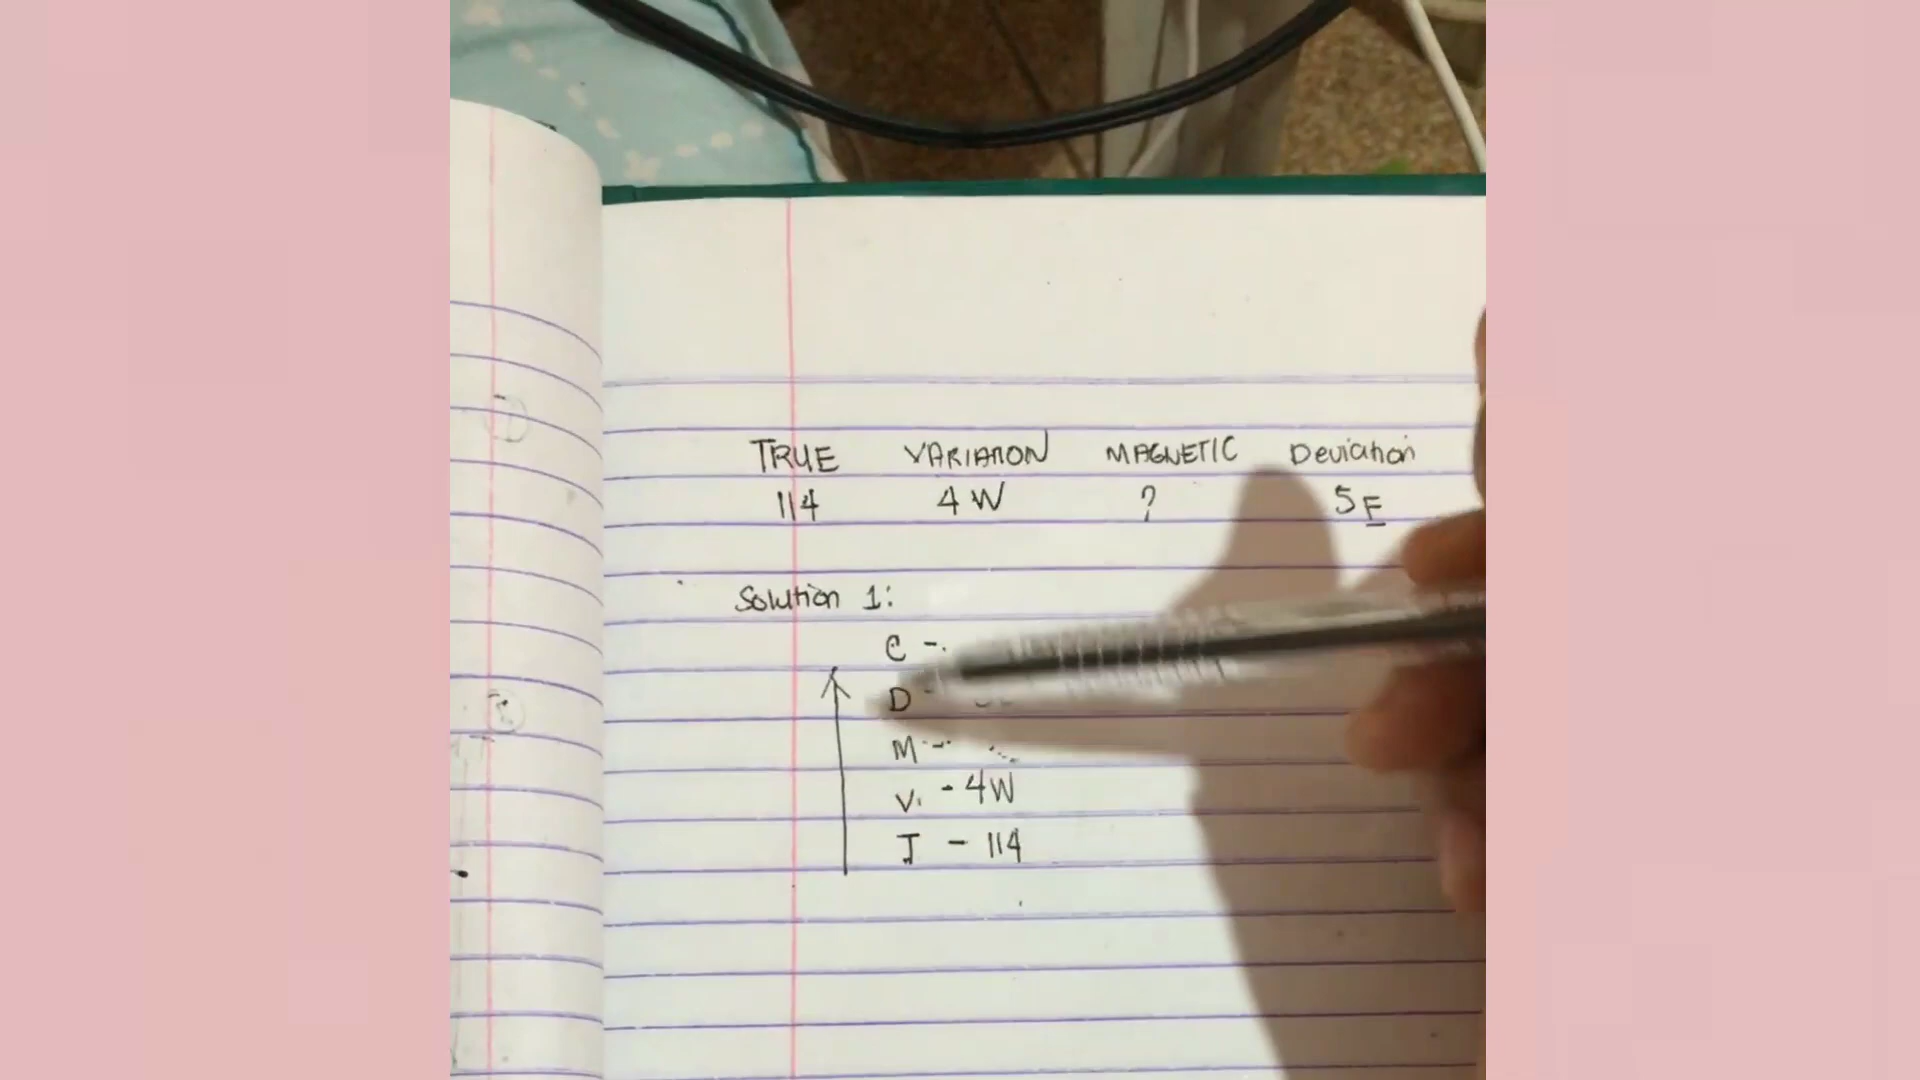 TRUE VARIATION MAGNETIC Deviation
114 4W ? 5E
Solution 1:
C -
D -
M -
V - 4W
T - 114